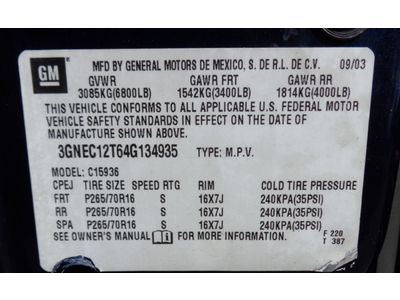 GM
MFD BY GENERAL MOTORS DE MEXICO, S. DE R.L. DE C.V. 09/03
GVWR GAWR FRT GAWR RR
3085KG(6800LB) 1542KG(3400LB) 1814KG(4000LB)
THIS VEHICLE CONFORMS TO ALL APPLICABLE U.S. FEDERAL MOTOR
VEHICLE SAFETY STANDARDS IN EFFECT ON THE DATE OF
MANUFACTURE SHOWN ABOVE.
3GNEC12T64G134935 TYPE: M.P.V.
MODEL: C15936
CPEJ TIRE SIZE SPEED RTG RIM COLD TIRE PRESSURE
FRT P265/70R16 S 16X7J 240KPA(35PSI)
RR P265/70R16 S 16X7J 240KPA(35PSI)
SPA P265/70R16 S 16X7J 240KPA(35PSI)
SEE OWNER'S MANUAL FOR MORE INFORMATION. F 220
T 387